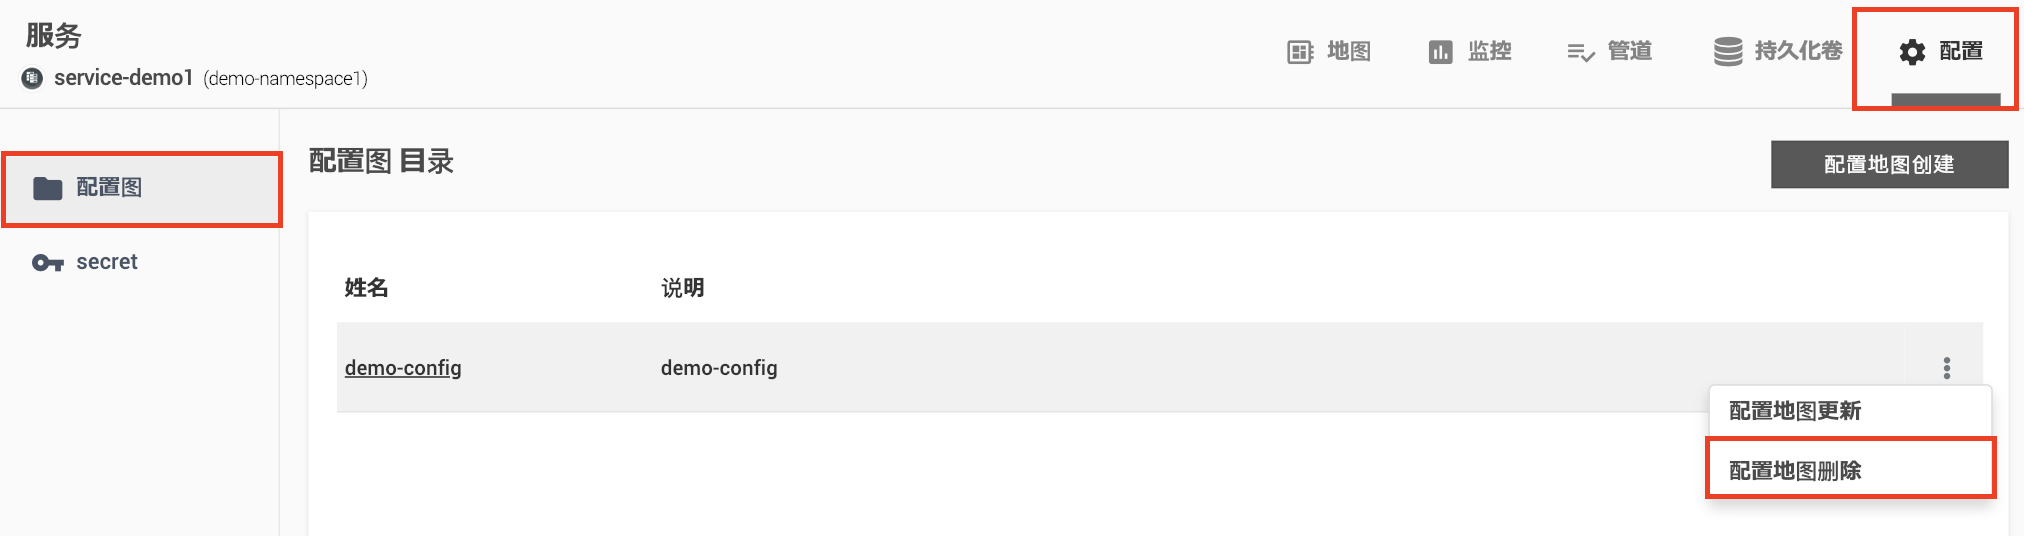 服务
service-demo1 (demo-namespace1)
地图 监控 管道 持久化卷 配置
配置图
secret
配置图 目录
配置地图创建
姓名 说明
demo-config demo-config
配置地图更新
配置地图删除